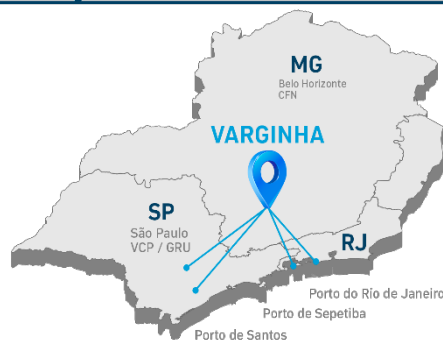 MG
Belo Horizonte
CFN
VARGINHA
SP
São Paulo
VCP / GRU
RJ
Porto do Rio de Janeiro
Porto de Sepetiba
Porto de Santos